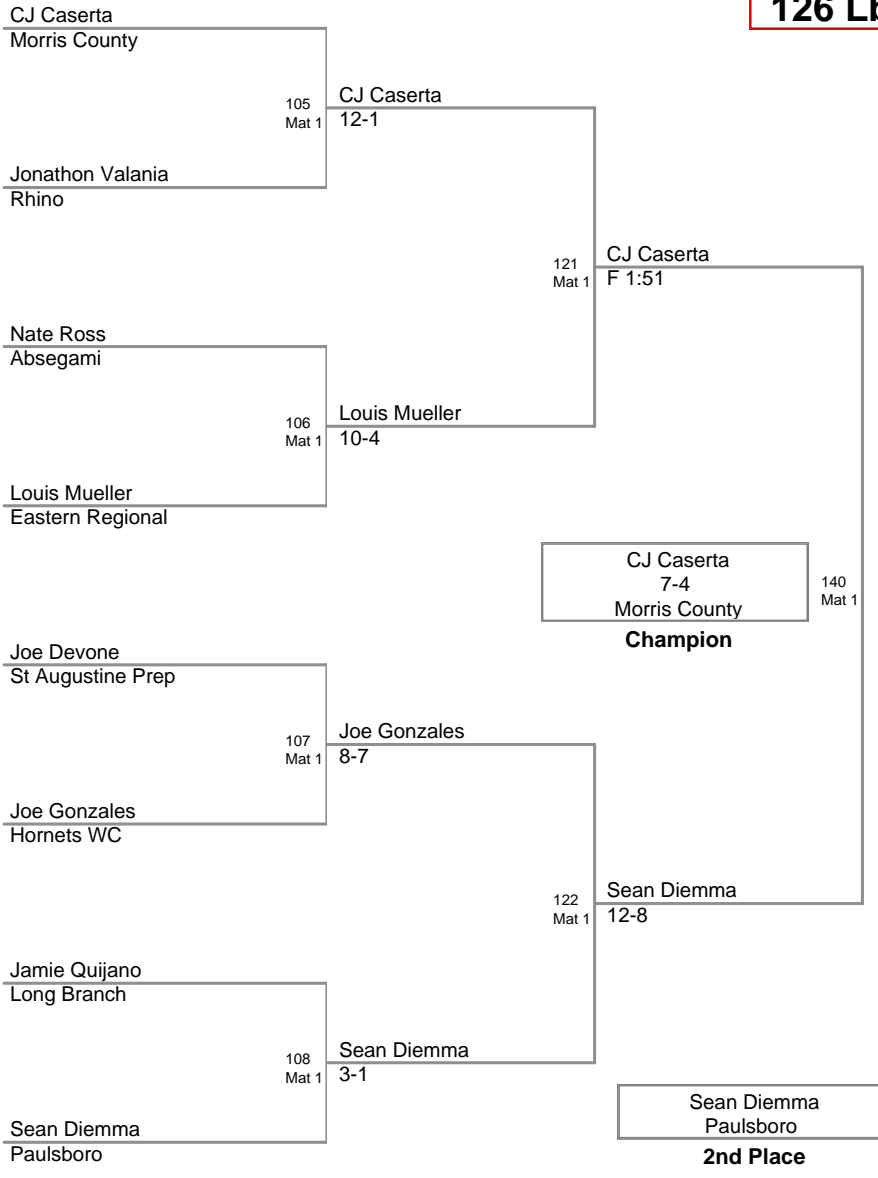 126 Lb
CJ Caserta
Morris County
105
Mat 1
CJ Caserta
12-1
Jonathon Valania
Rhino
121
Mat 1
CJ Caserta
F 1:51
Nate Ross
Absegami
106
Mat 1
Louis Mueller
10-4
Louis Mueller
Eastern Regional
CJ Caserta
7-4
Morris County
Champion
140
Mat 1
Joe Devone
St Augustine Prep
107
Mat 1
Joe Gonzales
8-7
Joe Gonzales
Hornets WC
122
Mat 1
Sean Diemma
12-8
Jamie Quijano
Long Branch
108
Mat 1
Sean Diemma
3-1
Sean Diemma
Paulsboro
Sean Diemma
Paulsboro
2nd Place